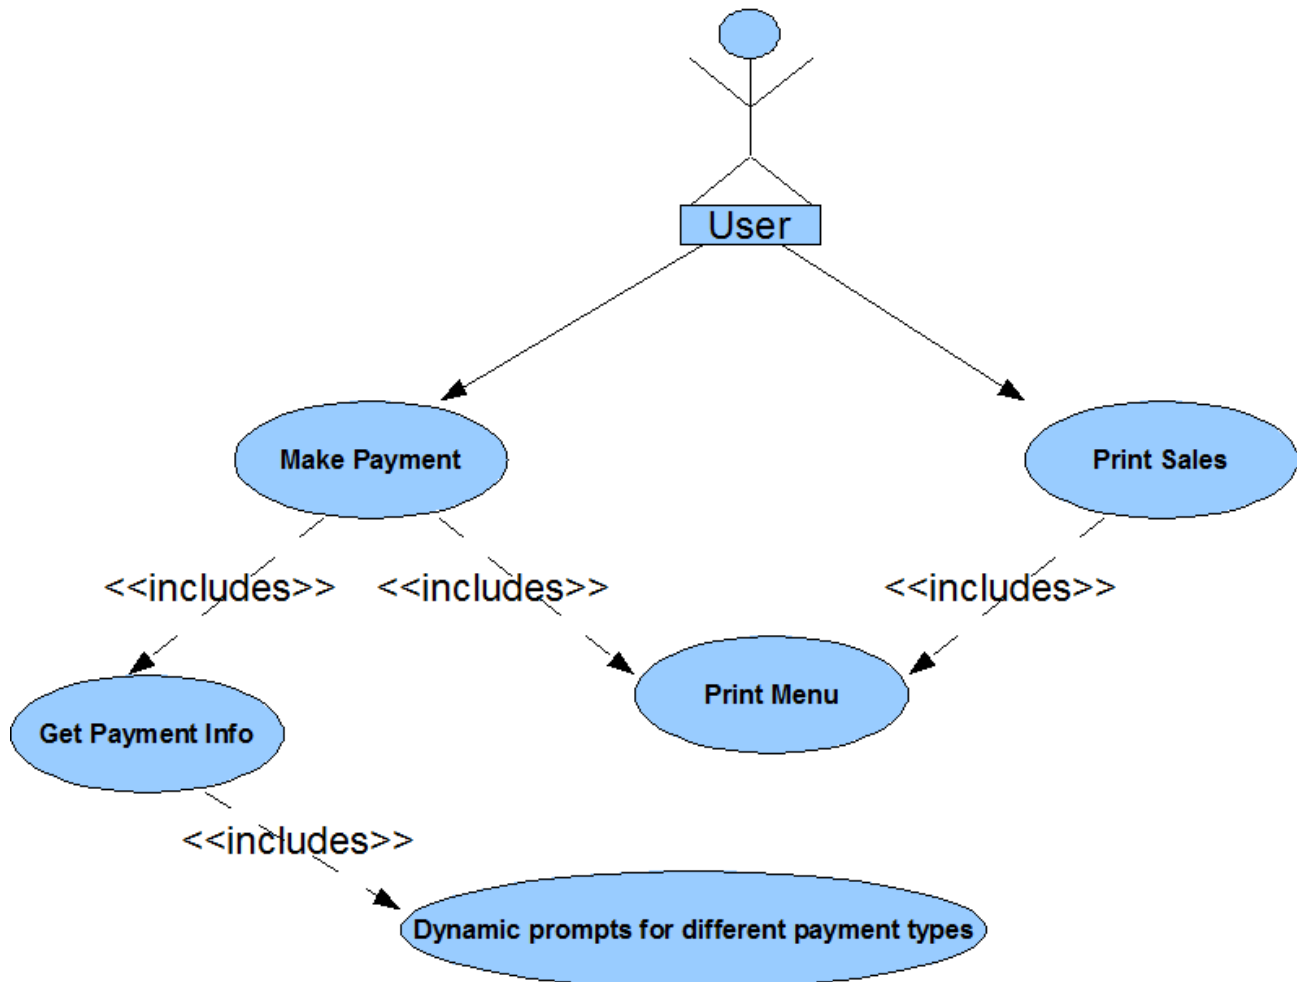 User
Make Payment
Print Sales
<<includes>>
<<includes>>
<<includes>>
Print Menu
Get Payment Info
<<includes>>
Dynamic prompts for different payment types